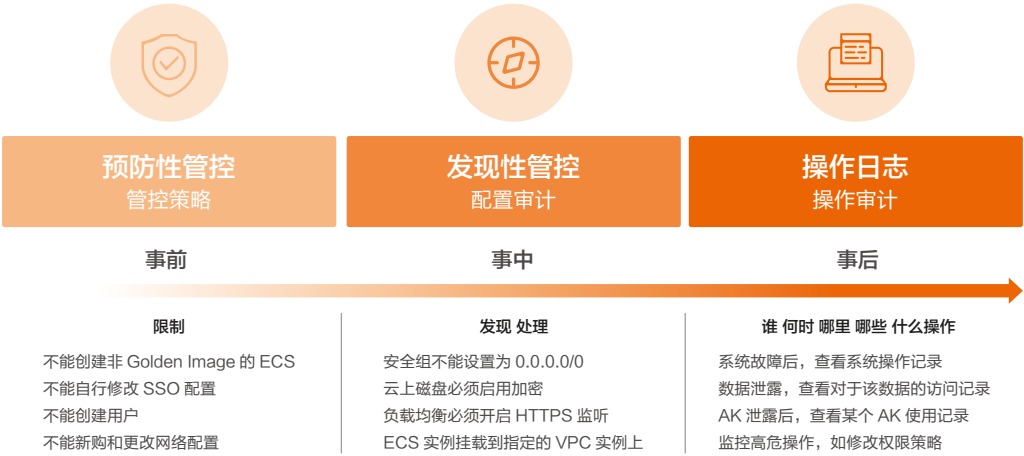 预防性管控
管控策略
发现性管控
配置审计
操作日志
操作审计
事前
事中
事后
限制
不能创建非 Golden Image 的 ECS
不能自行修改 SSO 配置
不能创建用户
不能新购和更改网络配置
发现 处理
安全组不能设置为 0.0.0.0/0
云上磁盘必须启用加密
负载均衡必须开启 HTTPS 监听
ECS 实例挂载到指定的 VPC 实例上
谁 何时 哪里 哪些 什么操作
系统故障后，查看系统操作记录
数据泄露，查看对于该数据的访问记录
AK 泄露后，查看某个 AK 使用记录
监控高危操作，如修改权限策略